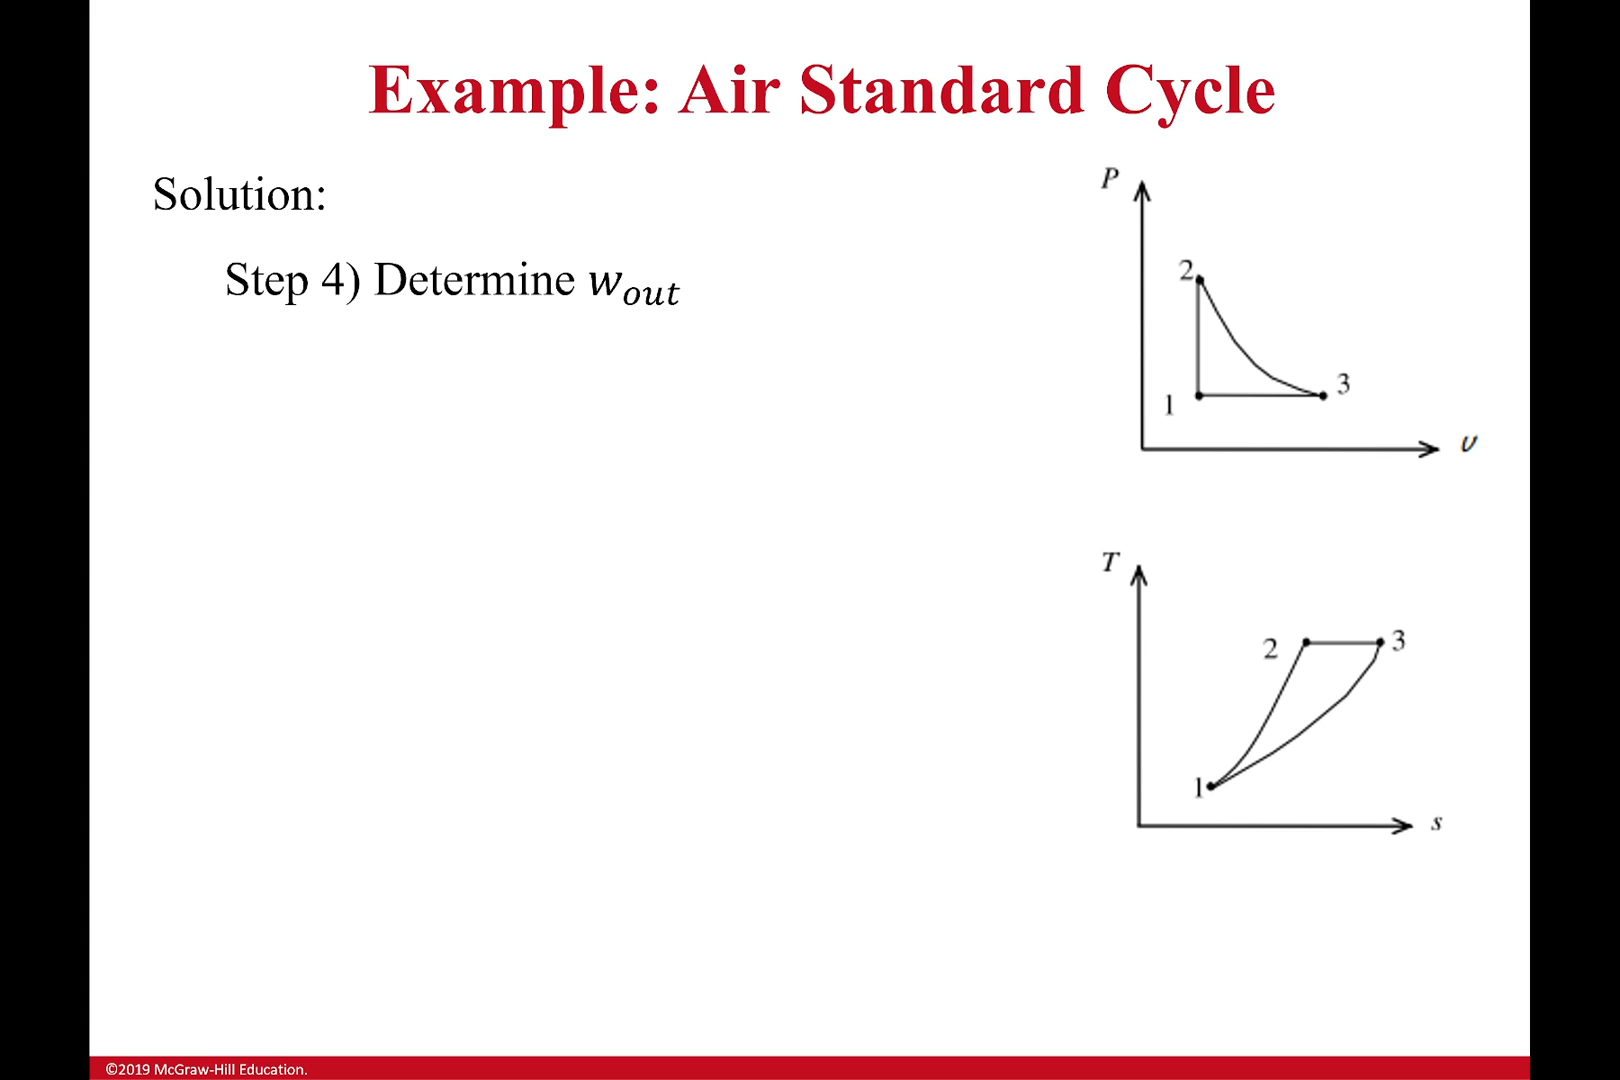 Example: Air Standard Cycle
Solution:
Step 4) Determine w_out
P
2
3
1
υ
T
2
3
1
s
©2019 McGraw-Hill Education.